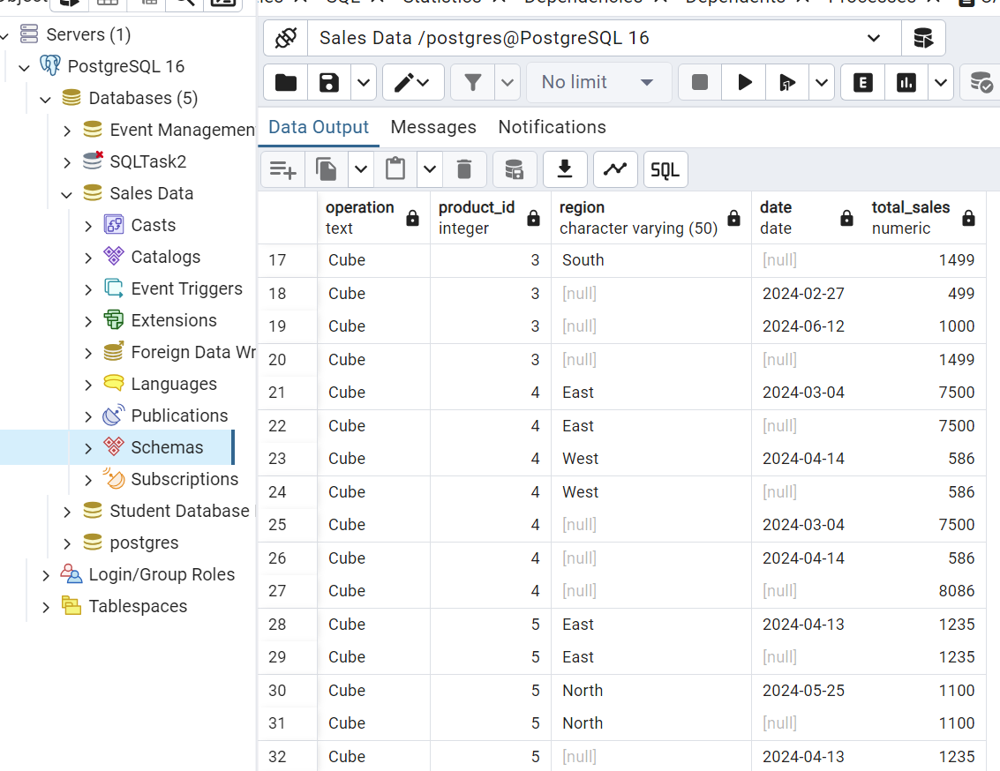 Object
SQL
Statistics
Dependencies
Dependents
Processes
Servers (1)
PostgreSQL 16
Databases (5)
Event Managemen
SQLTask2
Sales Data
Casts
Catalogs
Event Triggers
Extensions
Foreign Data Wr
Languages
Publications
Schemas
Subscriptions
Student Database
postgres
Login/Group Roles
Tablespaces
Sales Data /postgres@PostgreSQL 16
No limit
E
Data Output Messages Notifications
SQL
operation product_id region date total_sales
text integer character varying (50) date numeric
17 Cube 3 South [null] 1499
18 Cube 3 [null] 2024-02-27 499
19 Cube 3 [null] 2024-06-12 1000
20 Cube 3 [null] [null] 1499
21 Cube 4 East 2024-03-04 7500
22 Cube 4 East [null] 7500
23 Cube 4 West 2024-04-14 586
24 Cube 4 West [null] 586
25 Cube 4 [null] 2024-03-04 7500
26 Cube 4 [null] 2024-04-14 586
27 Cube 4 [null] [null] 8086
28 Cube 5 East 2024-04-13 1235
29 Cube 5 East [null] 1235
30 Cube 5 North 2024-05-25 1100
31 Cube 5 North [null] 1100
32 Cube 5 [null] 2024-04-13 1235